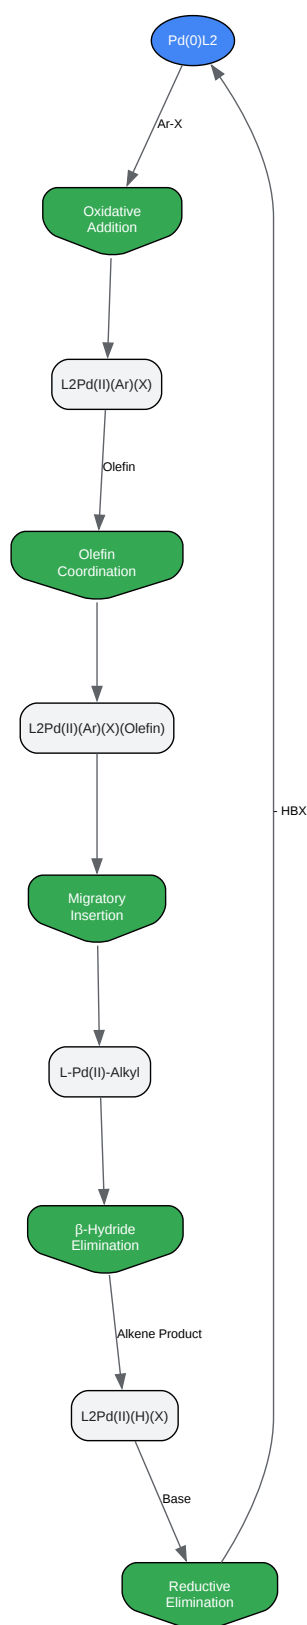 Pd(0)L2
Ar-X
Oxidative
Addition
L2Pd(II)(Ar)(X)
Olefin
Olefin
Coordination
L2Pd(II)(Ar)(X)(Olefin)
- HBX
Migratory
Insertion
L-Pd(II)-Alkyl
β-Hydride
Elimination
Alkene Product
L2Pd(II)(H)(X)
Base
Reductive
Elimination